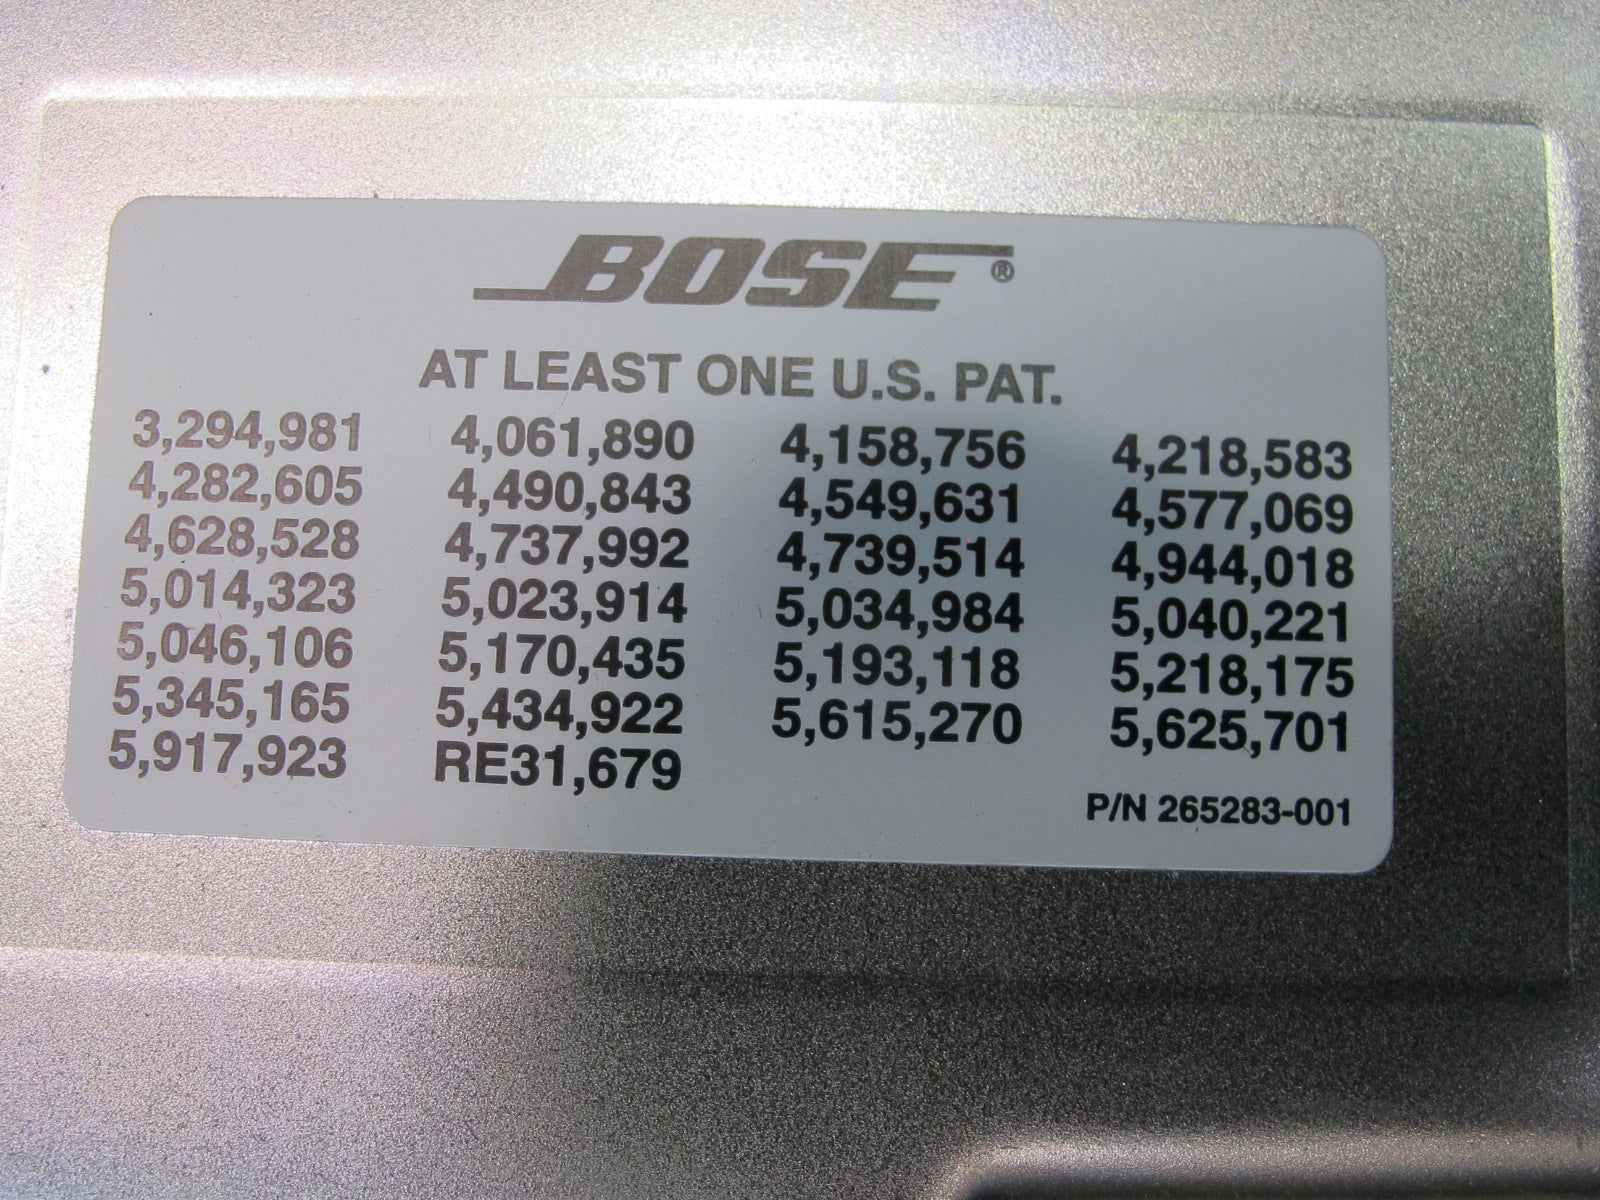 BOSE®
AT LEAST ONE U.S. PAT.
3,294,981 4,061,890 4,158,756 4,218,583
4,282,605 4,490,843 4,549,631 4,577,069
4,628,528 4,737,992 4,739,514 4,944,018
5,014,323 5,023,914 5,034,984 5,040,221
5,046,106 5,170,435 5,193,118 5,218,175
5,345,165 5,434,922 5,615,270 5,625,701
5,917,923 RE31,679
P/N 265283-001